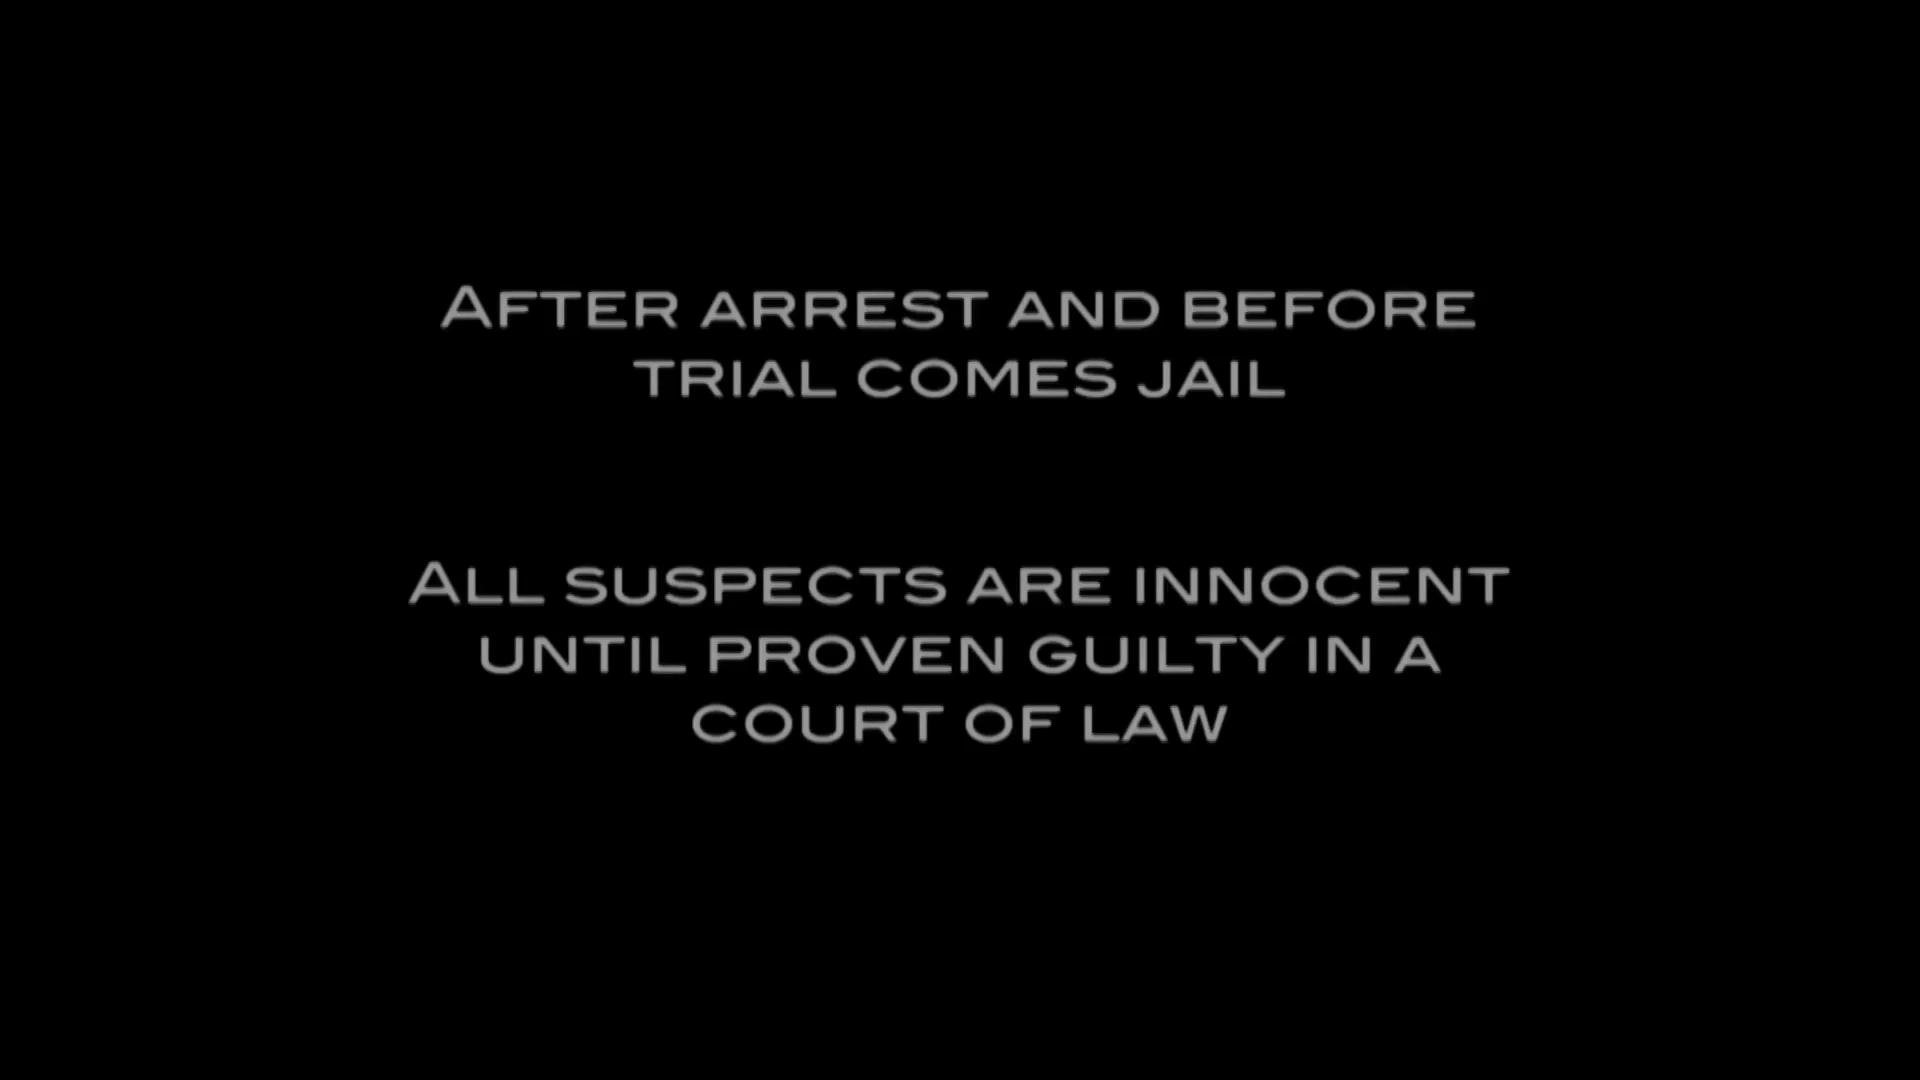 After arrest and before
trial comes jail
All suspects are innocent
until proven guilty in a
court of law